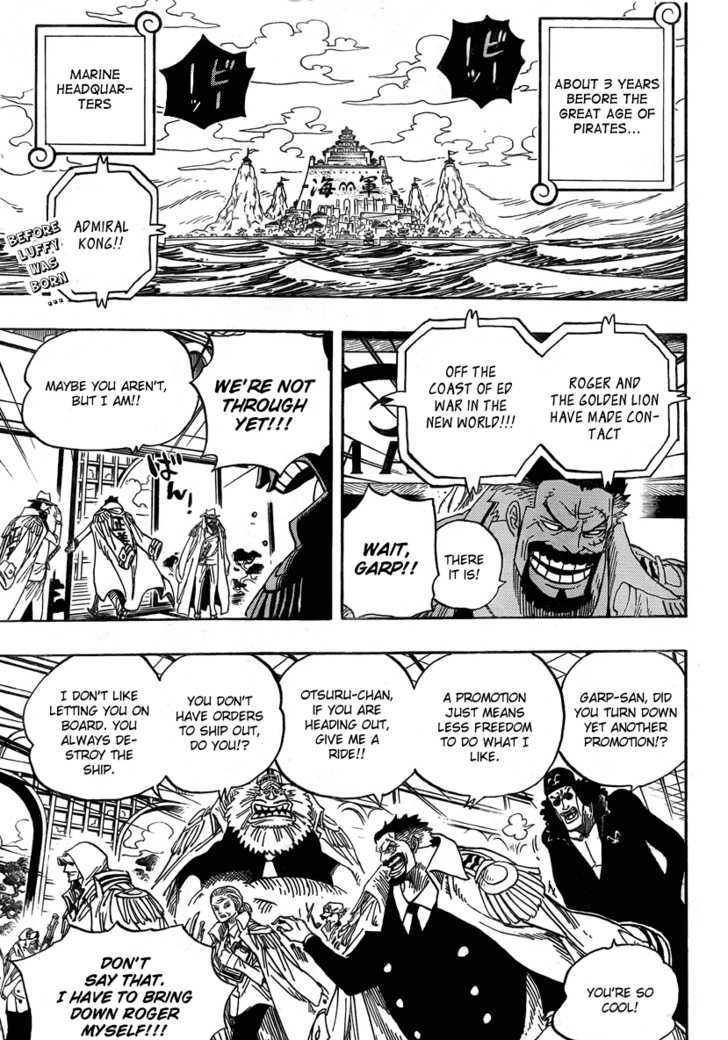 ABOUT 3 YEARS
BEFORE THE
GREAT AGE OF
PIRATES...
ビーッ
ビーッ
MARINE
HEADQUAR-
TERS
海軍
ADMIRAL
KONG!!
BEFORE
LUFFY
WAS
BORN
...
ROGER AND
THE GOLDEN LION
HAVE MADE CON-
TACT
OFF THE
COAST OF ED
WAR IN THE
NEW WORLD!!!
THERE
IT IS!
WAIT,
GARP!!
WE'RE NOT
THROUGH
YET!!!
MAYBE YOU AREN'T,
BUT I AM!!
ばん!
正義
GARP-SAN, DID
YOU TURN DOWN
YET ANOTHER
PROMOTION!?
A PROMOTION
JUST MEANS
LESS FREEDOM
TO DO WHAT I
LIKE.
OTSURU-CHAN,
IF YOU ARE
HEADING OUT,
GIVE ME A
RIDE!!
YOU DON'T
HAVE ORDERS
TO SHIP OUT,
DO YOU!?
I DON'T LIKE
LETTING YOU ON
BOARD. YOU
ALWAYS DE-
STROY THE
SHIP.
YOU'RE SO
COOL!
DON'T
SAY THAT.
I HAVE TO BRING
DOWN ROGER
MYSELF!!!